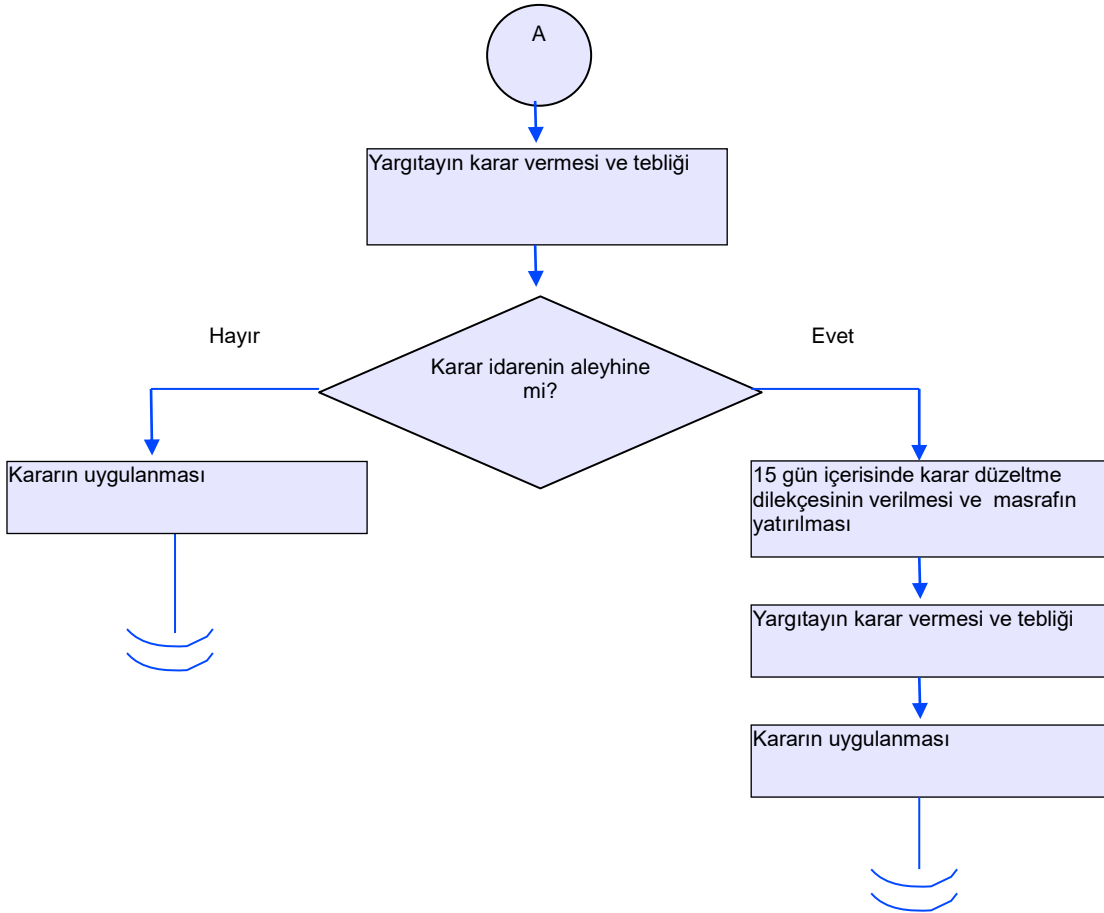 A
Yargıtayın karar vermesi ve tebliği
Hayır
Evet
Karar idarenin aleyhine
mi?
Kararın uygulanması
15 gün içerisinde karar düzeltme
dilekçesinin verilmesi ve  masrafın
yatırılması
Yargıtayın karar vermesi ve tebliği
Kararın uygulanması